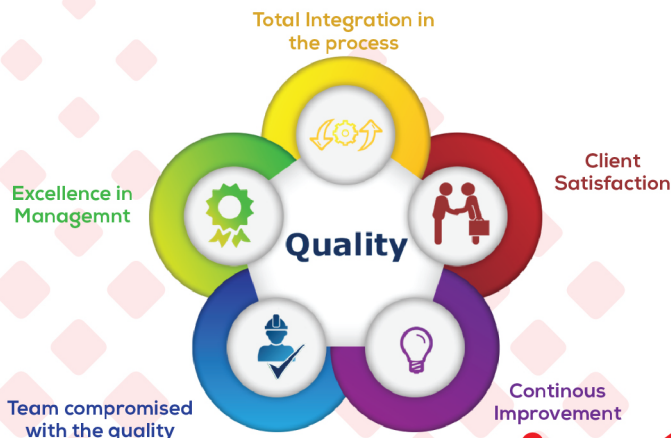 Total Integration in
the process
Client
Satisfaction
Excellence in
Managemnt
Quality
Continous
Improvement
Team compromised
with the quality